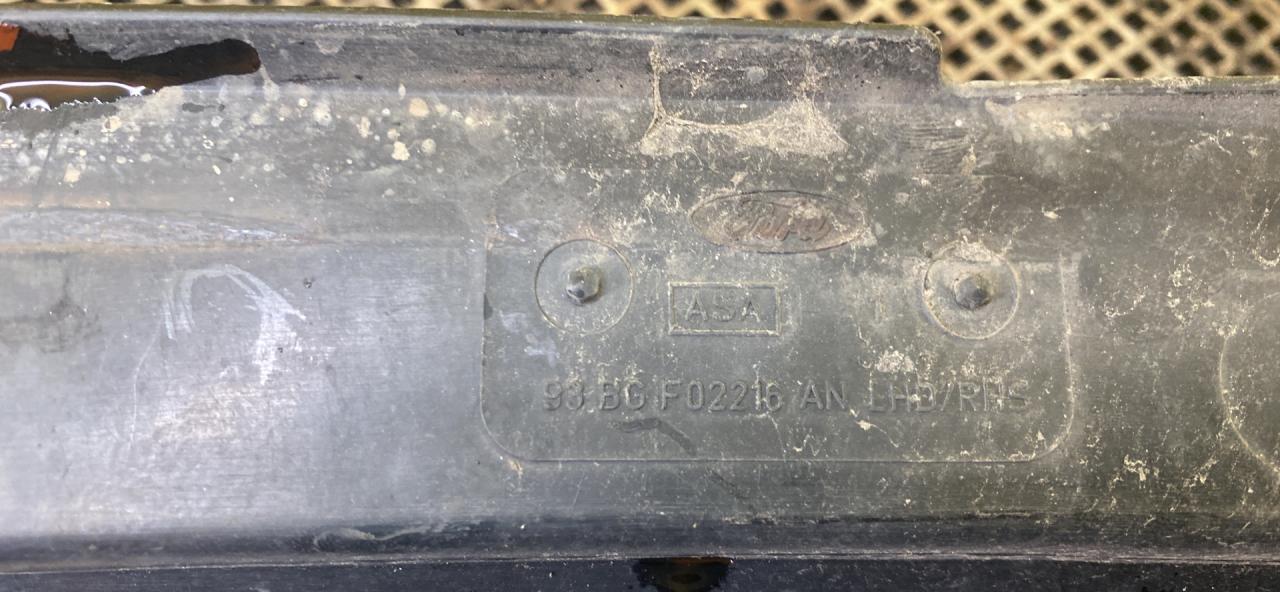 Ford
ASA
93 BG F02216 AN LHD/RHS
W